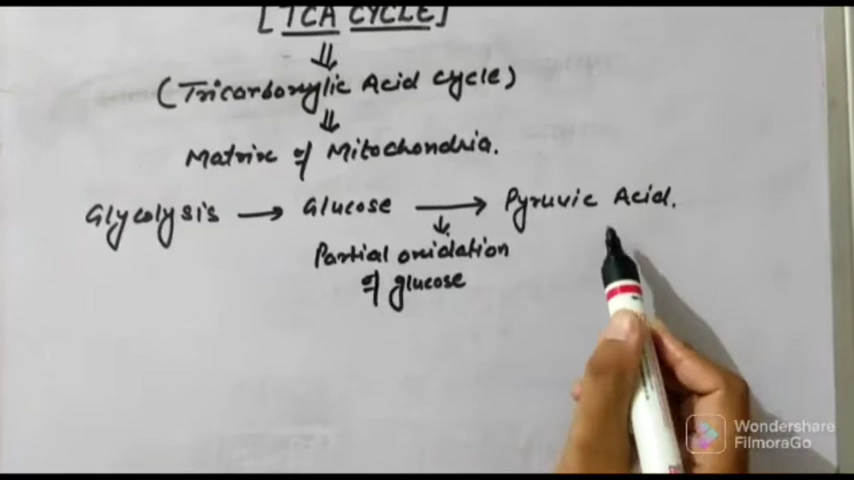 [TCA CYCLE]
(Tricarboxylic Acid cycle)
Matrix of Mitochondria.
Glycolysis → Glucose → Pyruvic Acid.
Partial oxidation
of glucose
Wondershare
FilmoraGo